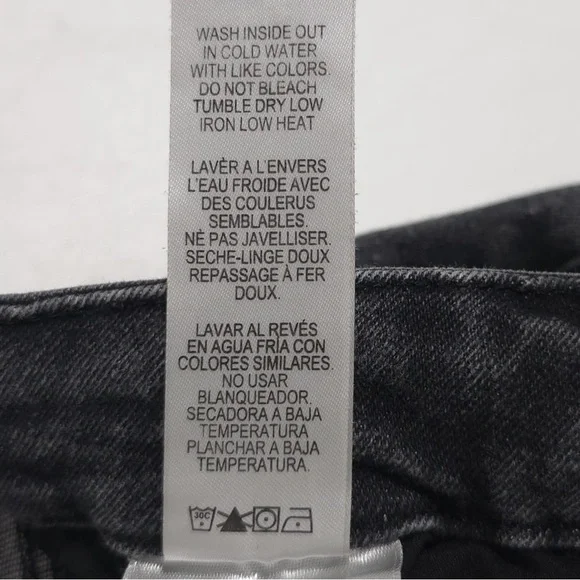 WASH INSIDE OUT
IN COLD WATER
WITH LIKE COLORS.
DO NOT BLEACH
TUMBLE DRY LOW
IRON LOW HEAT
LAVÈR A L'ENVERS
L'EAU FROIDE AVEC
DES COULERUS
SEMBLABLES.
NÈ PAS JAVELLISER.
SECHE-LINGE DOUX
REPASSAGE À FER
DOUX.
LAVAR AL REVÉS
EN AGUA FRÍA CON
COLORES SIMILARES.
NO USAR
BLANQUEADOR.
SECADORA A BAJA
TEMPERATURA
PLANCHAR A BAJA
TEMPERATURA.
30C